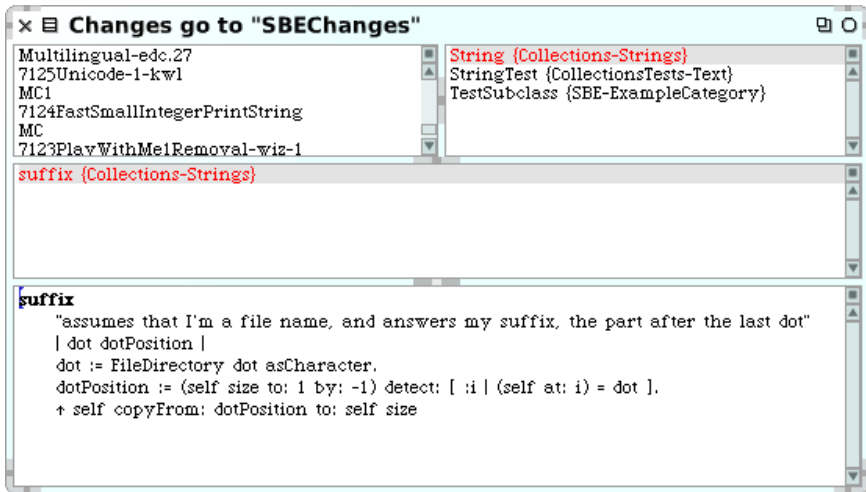 Changes go to "SBEChanges"
Multilingual-edc.27
7125Unicode-1-kwl
MC1
7124FastSmallIntegerPrintString
MC
7123PlayWithMe1Removal-wiz-1
String {Collections-Strings}
StringTest {CollectionsTests-Text}
TestSubclass {SBE-ExampleCategory}
suffix {Collections-Strings}
suffix
"assumes that I'm a file name, and answers my suffix, the part after the last dot"
| dot dotPosition |
dot := FileDirectory dot asCharacter.
dotPosition := (self size to: 1 by: -1) detect: [ :i | (self at: i) = dot ].
↑ self copyFrom: dotPosition to: self size